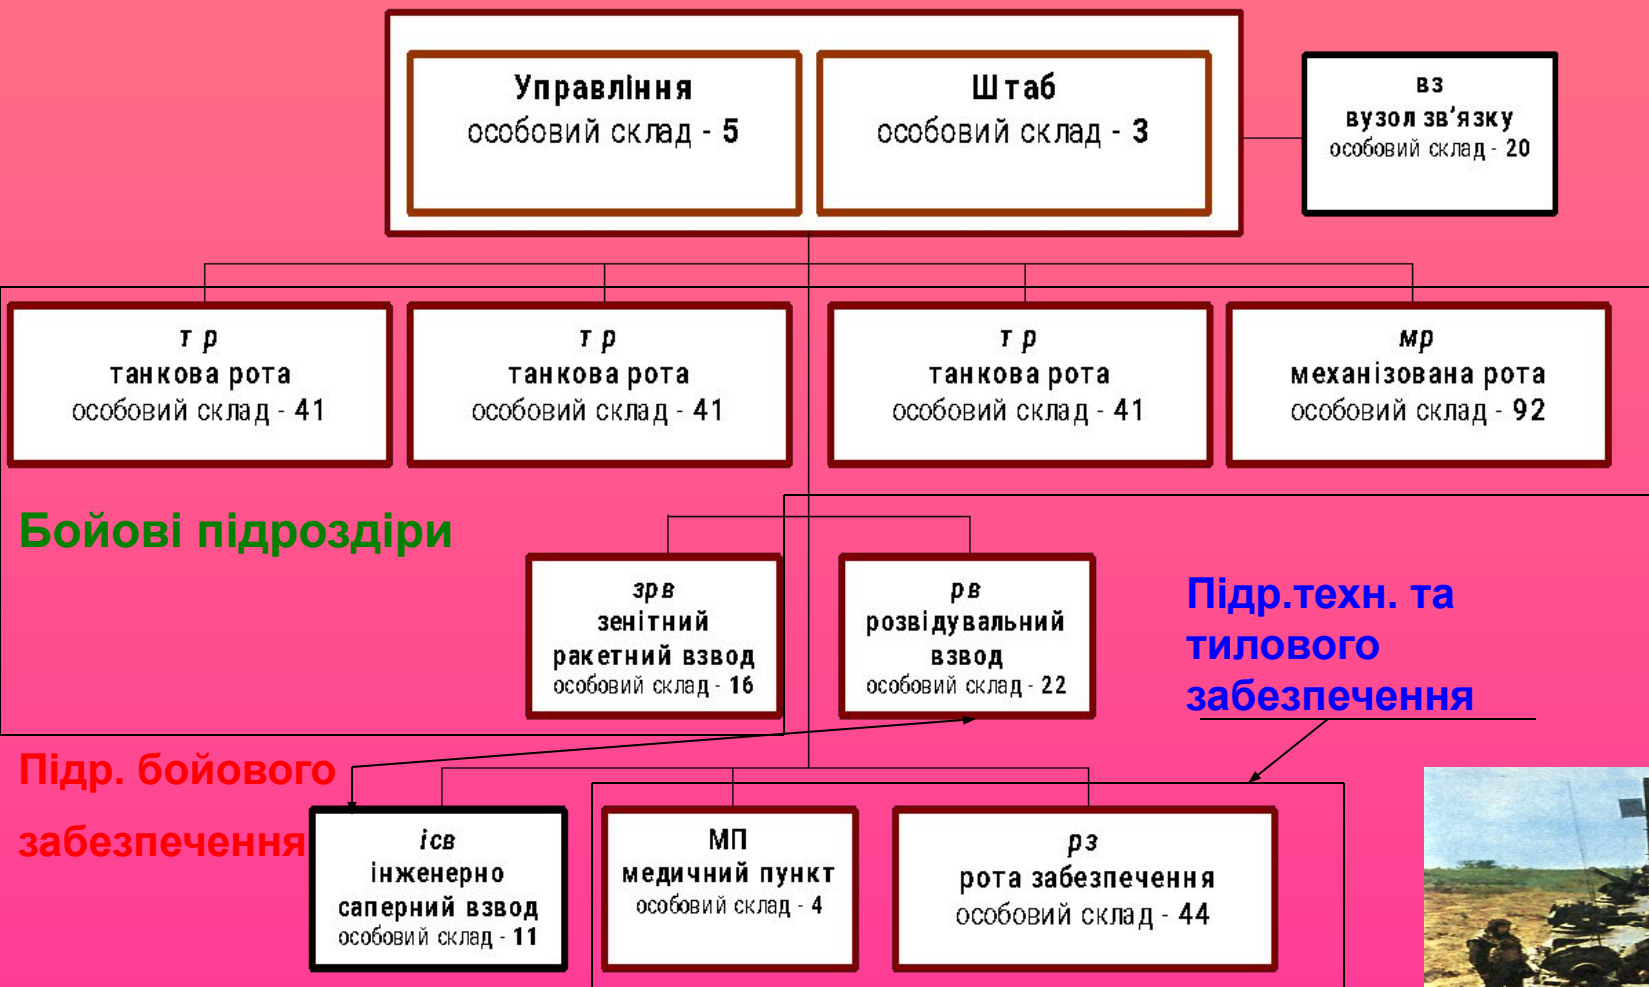 Управління
особовий склад - 5
Штаб
особовий склад - 3
вз
вузол зв'язку
особовий склад - 20
т р
танкова рота
особовий склад - 41
т р
танкова рота
особовий склад - 41
т р
танкова рота
особовий склад - 41
мр
механізована рота
особовий склад - 92
Бойові підроздіри
зрв
зенітний
ракетний взвод
особовий склад - 16
рв
розвідувальний
взвод
особовий склад - 22
Підр.техн. та
тилового
забезпечення
Підр. бойового
забезпечення
ісв
інженерно
саперний взвод
особовий склад - 11
МП
медичний пункт
особовий склад - 4
рз
рота забезпечення
особовий склад - 44